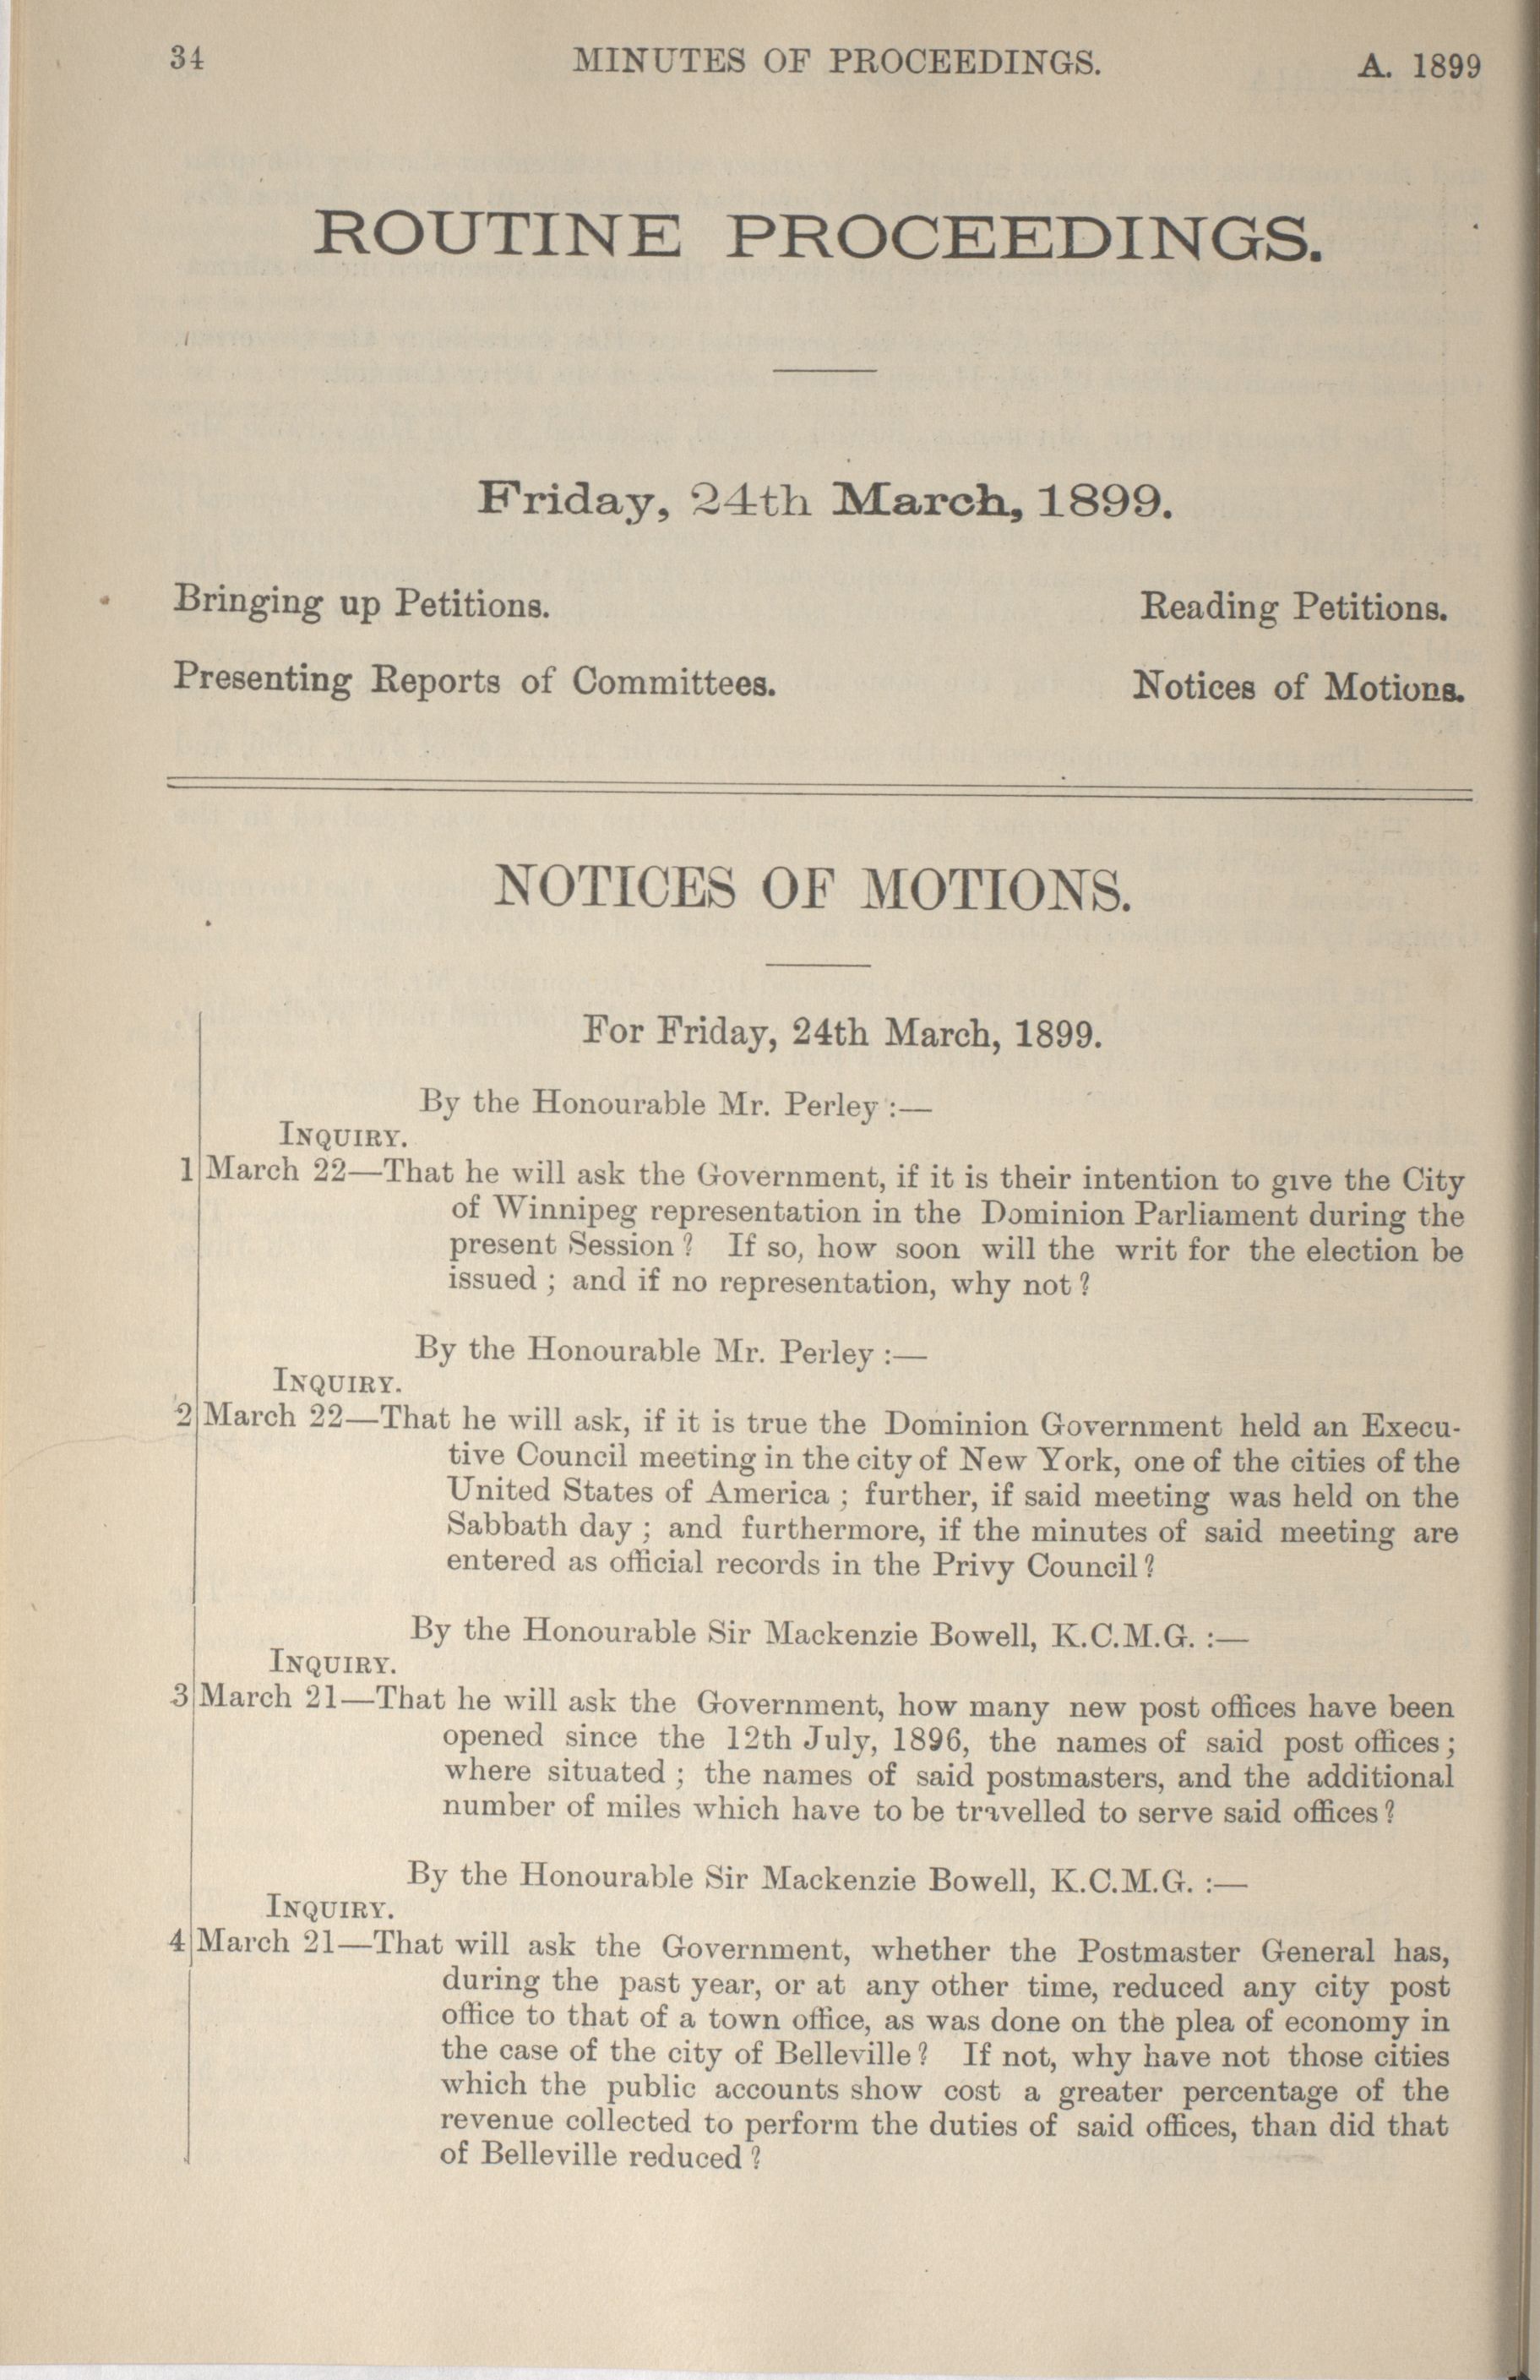 34 MINUTES OF PROCEEDINGS. A. 1899
ROUTINE PROCEEDINGS.
Friday, 24th March, 1899.
Bringing up Petitions. Reading Petitions.
Presenting Reports of Committees. Notices of Motions.
NOTICES OF MOTIONS.
For Friday, 24th March, 1899.
By the Honourable Mr. Perley :—
INQUIRY.
1 March 22—That he will ask the Government, if it is their intention to give the City
of Winnipeg representation in the Dominion Parliament during the
present Session ? If so, how soon will the writ for the election be
issued ; and if no representation, why not ?
By the Honourable Mr. Perley :—
INQUIRY.
2 March 22—That he will ask, if it is true the Dominion Government held an Execu-
tive Council meeting in the city of New York, one of the cities of the
United States of America ; further, if said meeting was held on the
Sabbath day ; and furthermore, if the minutes of said meeting are
entered as official records in the Privy Council ?
By the Honourable Sir Mackenzie Bowell, K.C.M.G. :—
INQUIRY.
3 March 21—That he will ask the Government, how many new post offices have been
opened since the 12th July, 1896, the names of said post offices ;
where situated ; the names of said postmasters, and the additional
number of miles which have to be travelled to serve said offices ?
By the Honourable Sir Mackenzie Bowell, K.C.M.G. :—
INQUIRY.
4 March 21—That will ask the Government, whether the Postmaster General has,
during the past year, or at any other time, reduced any city post
office to that of a town office, as was done on the plea of economy in
the case of the city of Belleville ? If not, why have not those cities
which the public accounts show cost a greater percentage of the
revenue collected to perform the duties of said offices, than did that
of Belleville reduced ?